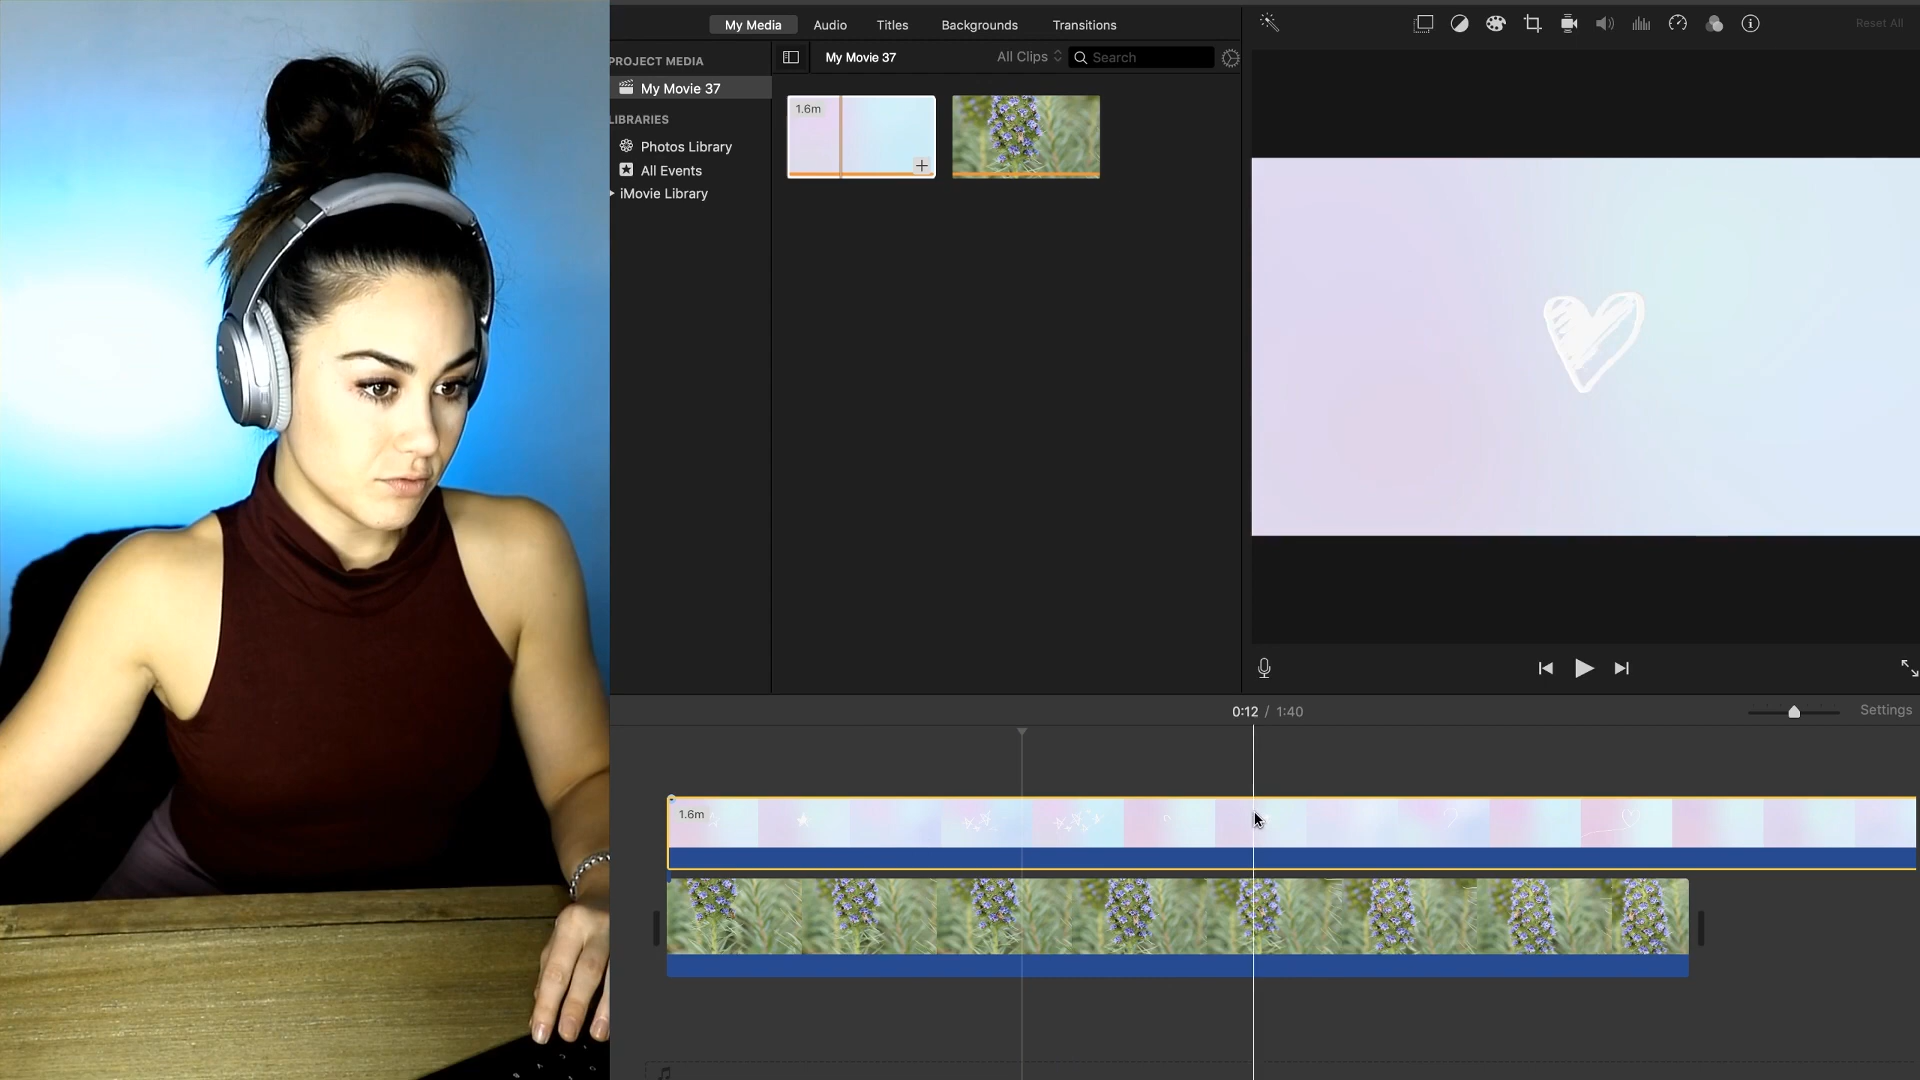 My Media
Audio
Titles
Backgrounds
Transitions
Reset All
PROJECT MEDIA
My Movie 37
All Clips
Search
My Movie 37
LIBRARIES
Photos Library
All Events
iMovie Library
1.6m
0:12 / 1:40
Settings
1.6m